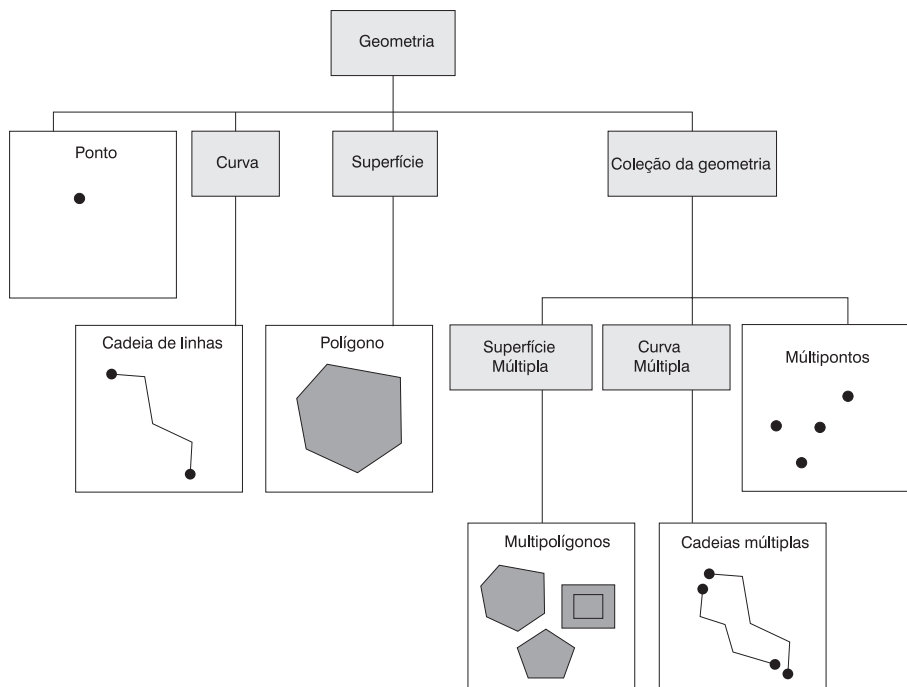 Geometria
Ponto
Curva
Superfície
Coleção da geometria
Cadeia de linhas
Polígono
Superfície
Múltipla
Curva
Múltipla
Múltipontos
Multipolígonos
Cadeias múltiplas